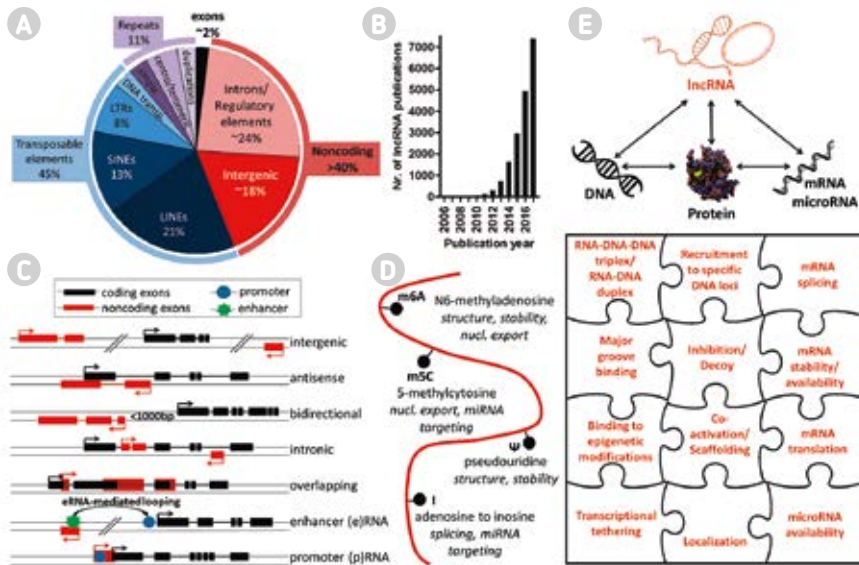 A
exons
~2%
Repeats
11%
duplications
DNA transp.
LTRs
8%
SINEs
13%
LINEs
21%
Introns/
Regulatory
elements
~24%
Intergenic
~18%
Transposable
elements
45%
Noncoding
>40%
B
Nr. of lncRNA publications
7000
6000
5000
4000
3000
2000
1000
0
2006
2008
2010
2012
2014
2016
Publication year
C
coding exons
noncoding exons
promoter
enhancer
intergenic
antisense
<1000bp
bidirectional
intronic
overlapping
eRNA-mediated looping
enhancer (e)RNA
promoter (p)RNA
D
m6A
N6-methyladenosine
structure, stability,
nucl. export
m5C
5-methylcytosine
nucl. export, miRNA
targeting
Ψ
pseudouridine
structure, stability
I
adenosine to inosine
splicing, miRNA
targeting
E
lncRNA
DNA
Protein
mRNA
microRNA
RNA-DNA-DNA
triplex/
RNA-DNA
duplex
Recruitment
to specific
DNA loci
mRNA
splicing
Major
groove
binding
Inhibition/
Decoy
mRNA
stability/
availability
Binding to
epigenetic
modifications
Co-
activation/
Scaffolding
mRNA
translation
Transcriptional
tethering
Localization
microRNA
availability